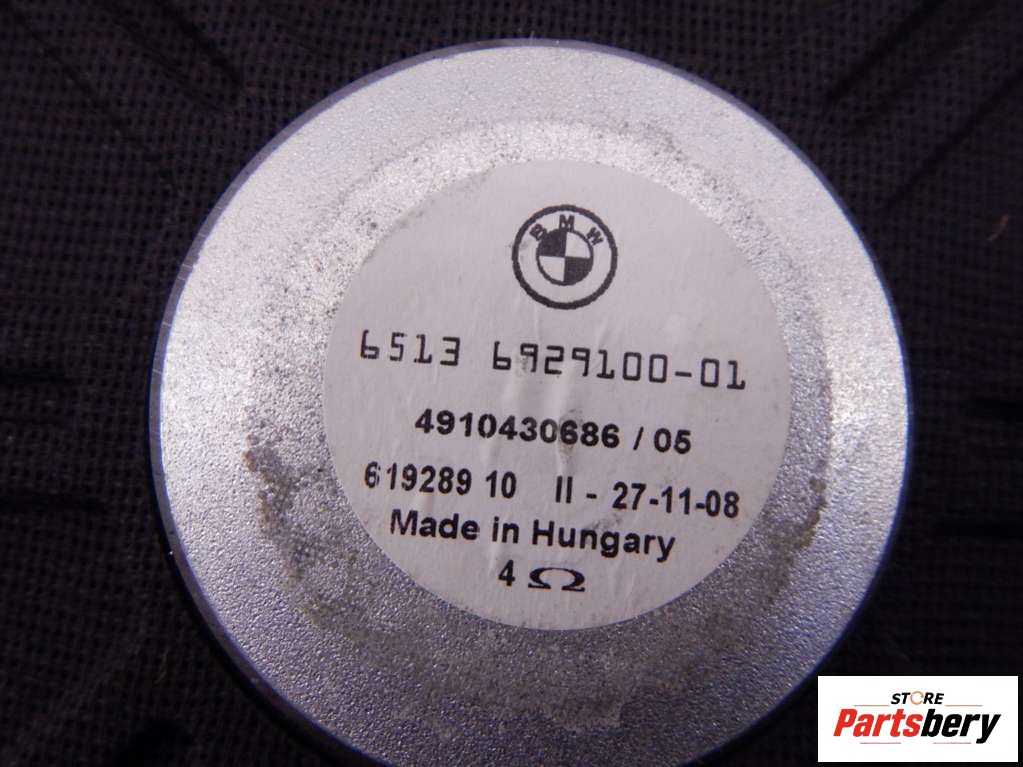 BMW
6513 6929100-01
4910430686 / 05
619289 10 II - 27-11-08
Made in Hungary
4 Ω
STORE
Partsbery